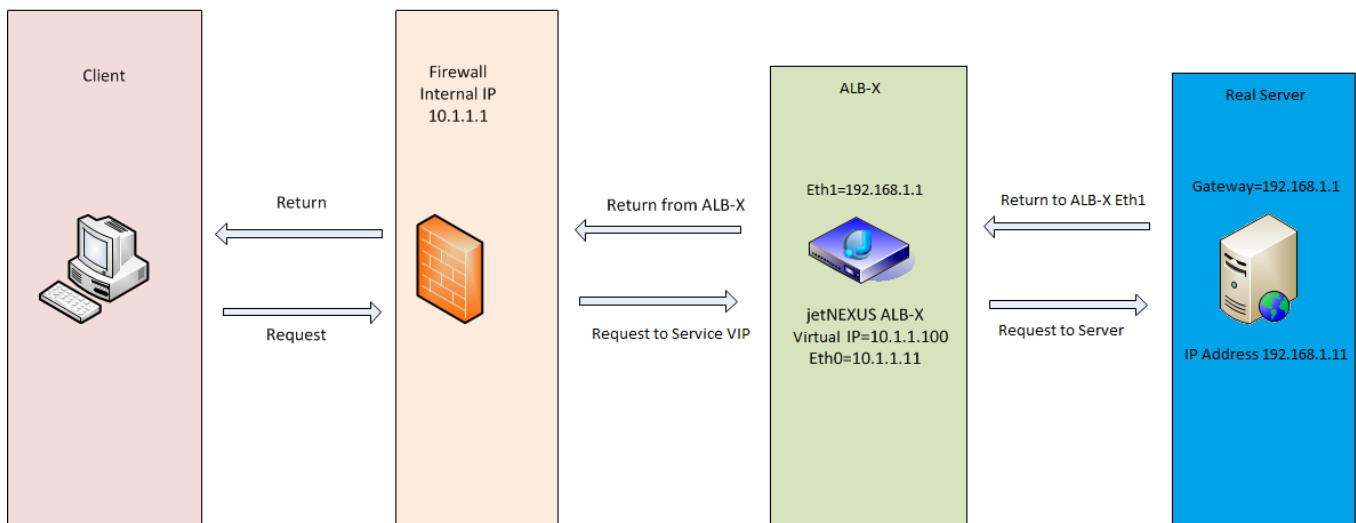 Client
Return
Request
Firewall
Internal IP
10.1.1.1
Return from ALB-X
Request to Service VIP
ALB-X
Eth1=192.168.1.1
jetNEXUS ALB-X
Virtual IP=10.1.1.100
Eth0=10.1.1.11
Return to ALB-X Eth1
Request to Server
Real Server
Gateway=192.168.1.1
IP Address 192.168.1.11